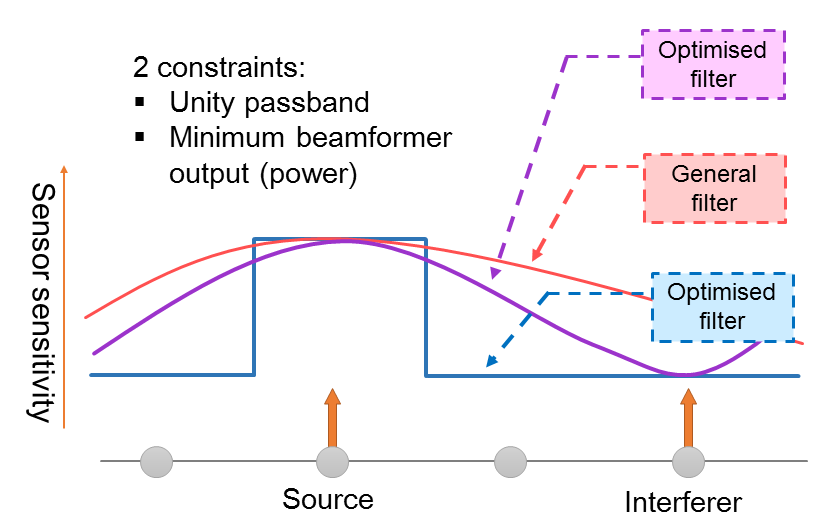 2 constraints:
▪ Unity passband
▪ Minimum beamformer
output (power)
Optimised
filter
General
filter
Optimised
filter
Sensor sensitivity
Source
Interferer